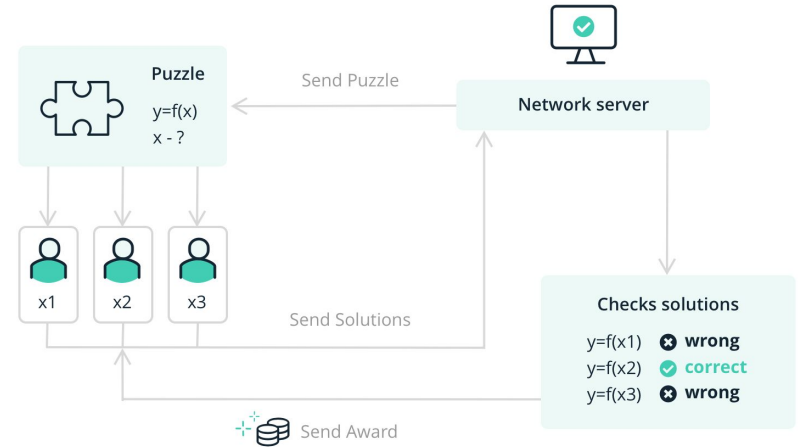 Puzzle
y=f(x)
x - ?
Send Puzzle
Network server
x1
x2
x3
Send Solutions
Checks solutions
y=f(x1) wrong
y=f(x2) correct
y=f(x3) wrong
Send Award